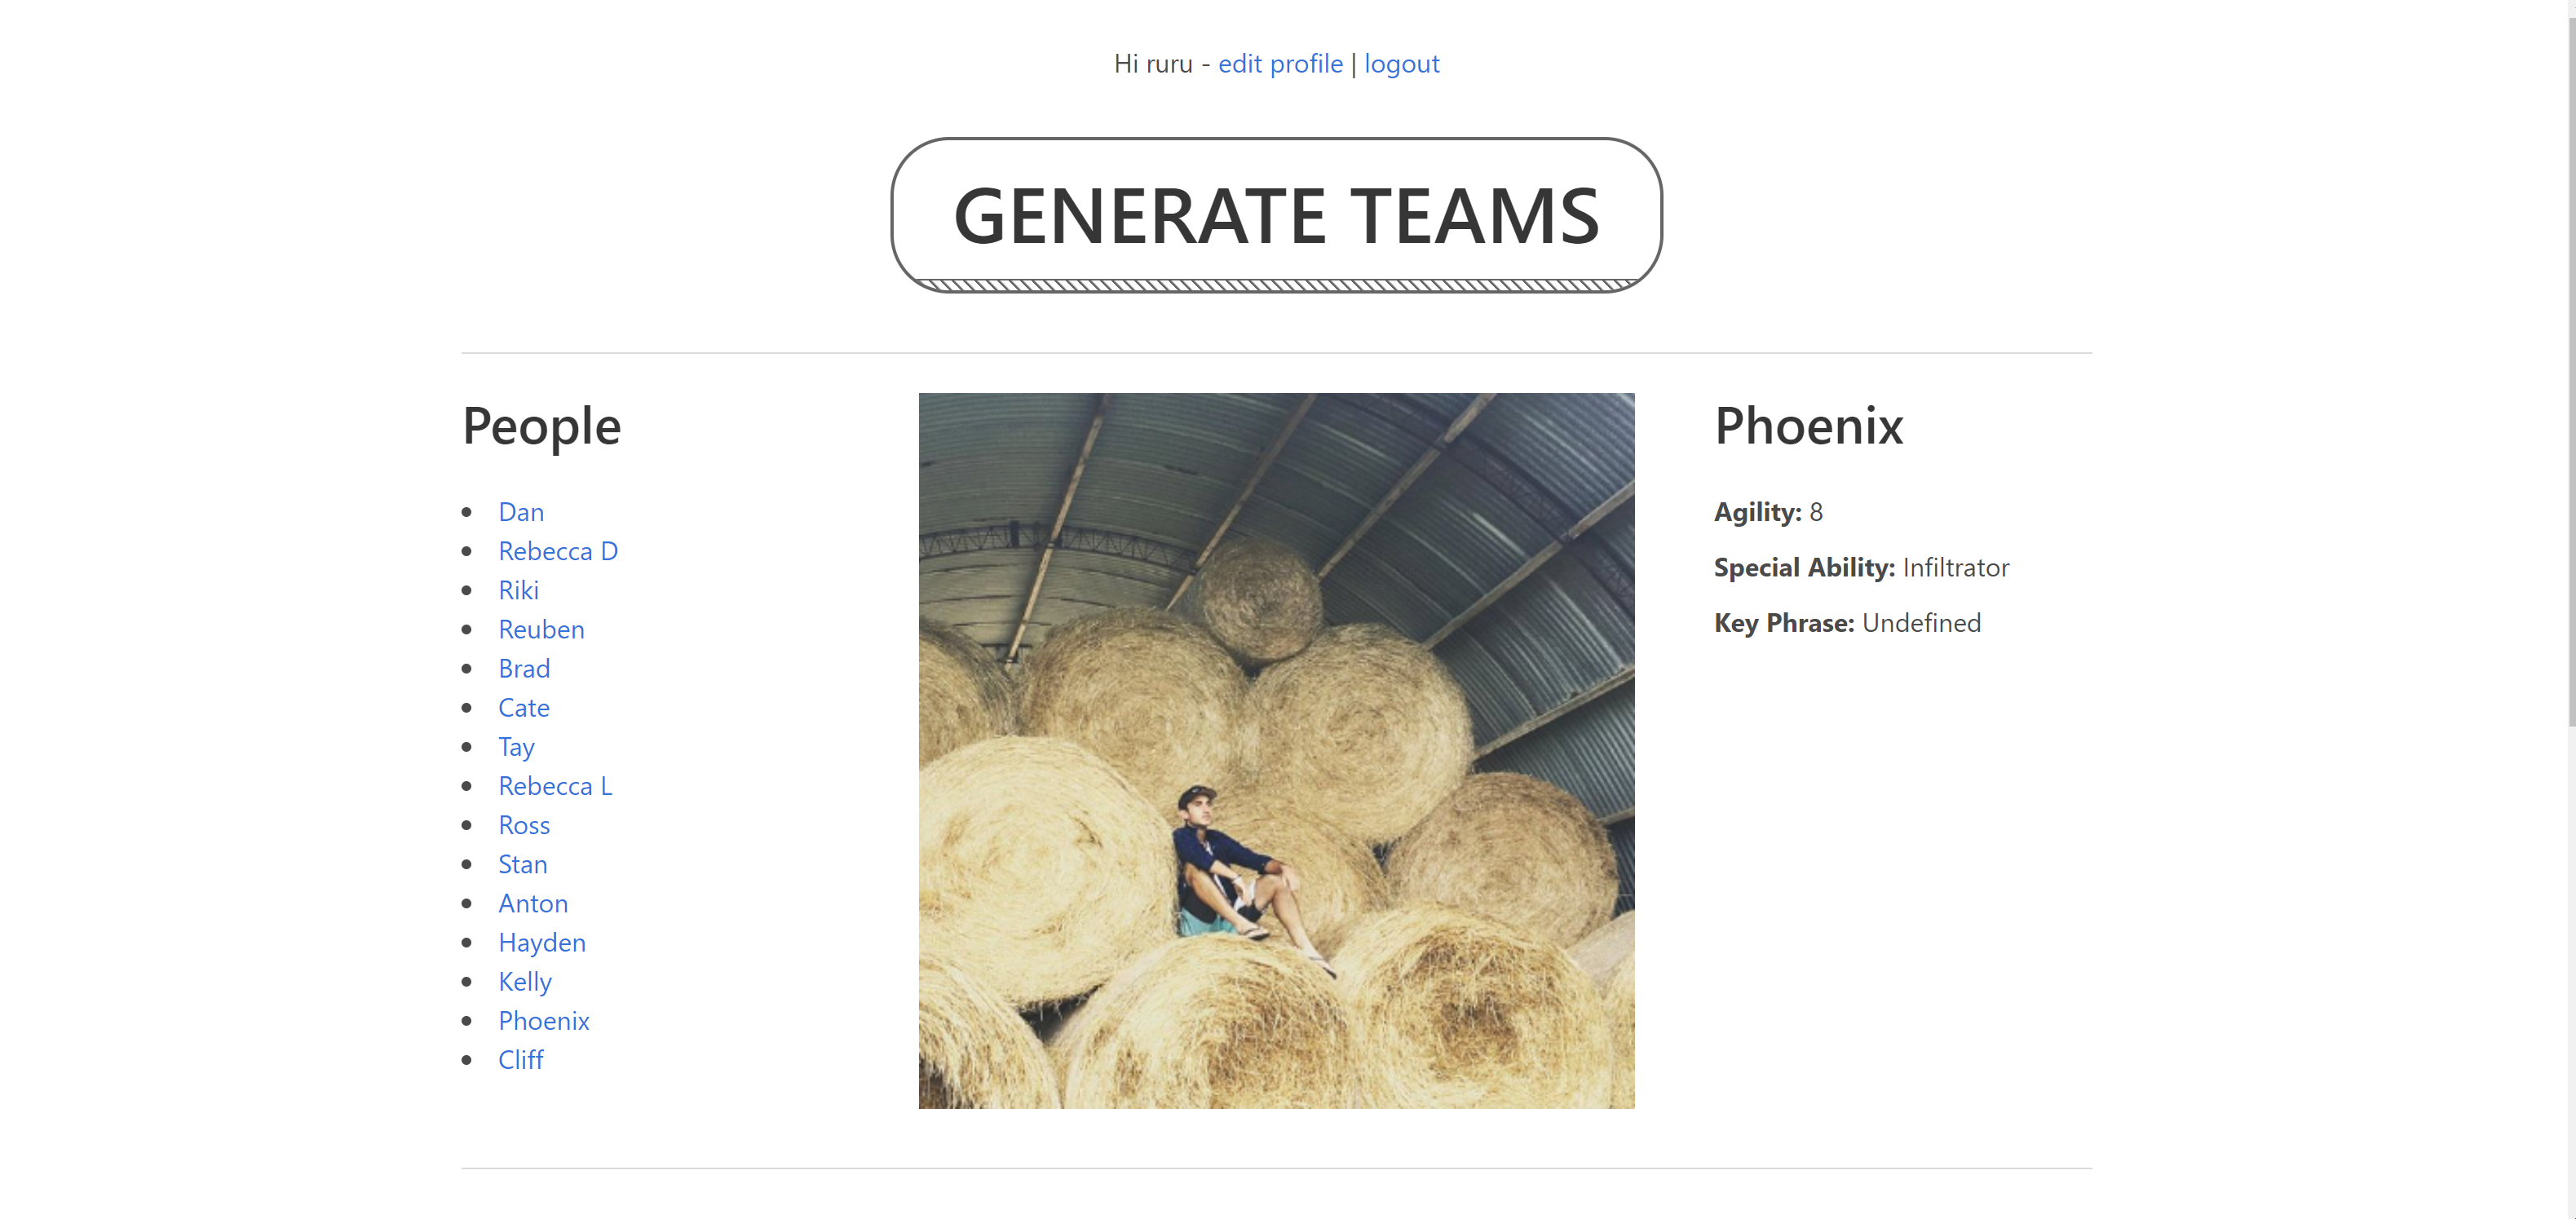 Hi ruru - edit profile | logout
GENERATE TEAMS
People
Dan
Rebecca D
Riki
Reuben
Brad
Cate
Tay
Rebecca L
Ross
Stan
Anton
Hayden
Kelly
Phoenix
Cliff
Phoenix
Agility: 8
Special Ability: Infiltrator
Key Phrase: Undefined